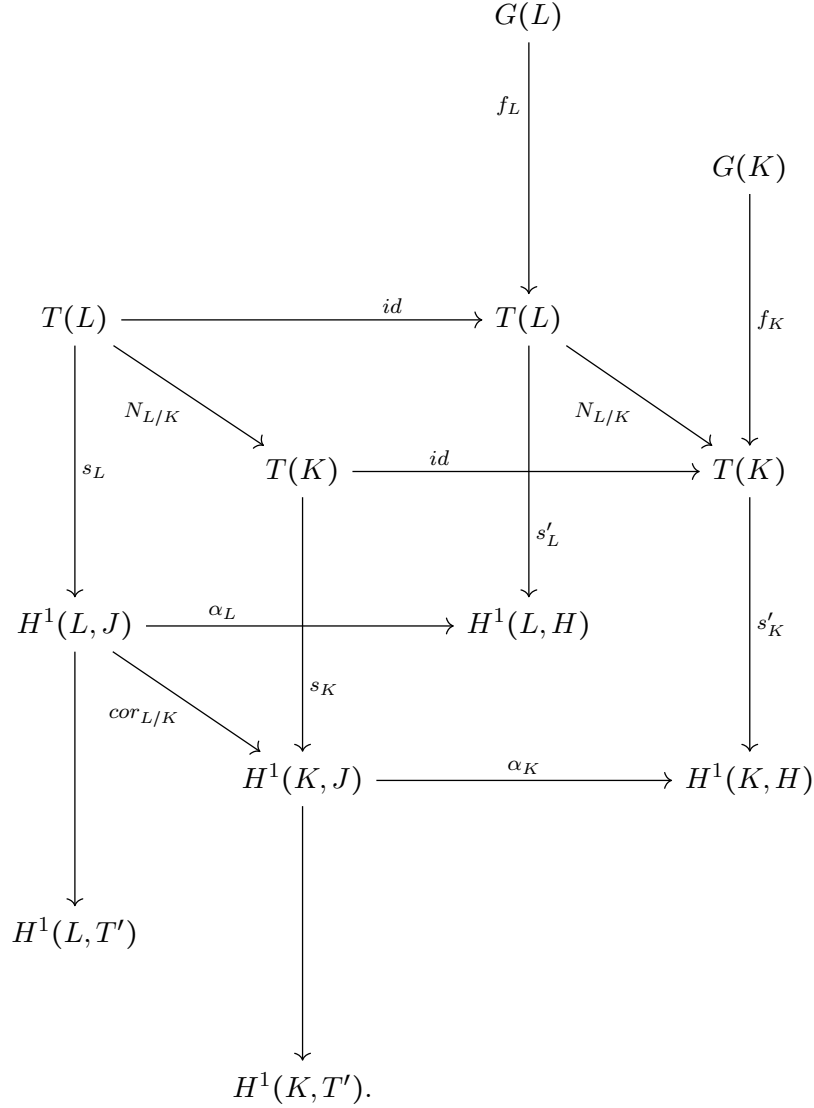 G(L)
f_L
G(K)
T(L) id T(L) f_K
N_{L/K} N_{L/K}
s_L T(K) id T(K)
s'_L
H^1(L, J) α_L H^1(L, H) s'_K
cor_{L/K} s_K
H^1(K, J) α_K H^1(K, H)
H^1(L, T')
H^1(K, T').